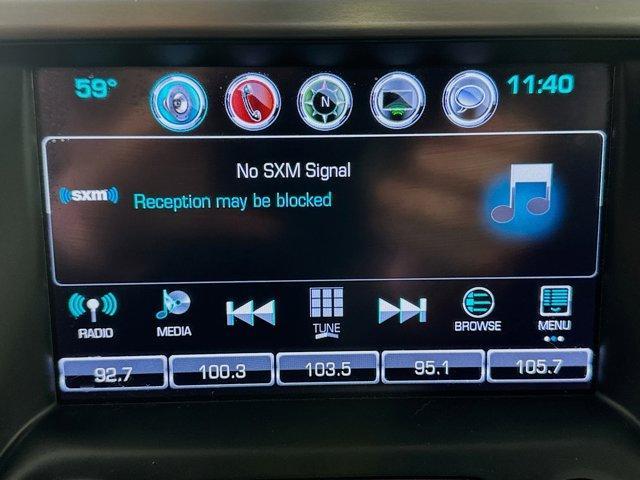 59° N 11:40
No SXM Signal
((sxm)) Reception may be blocked
RADIO MEDIA TUNE BROWSE MENU
92.7 100.3 103.5 95.1 105.7